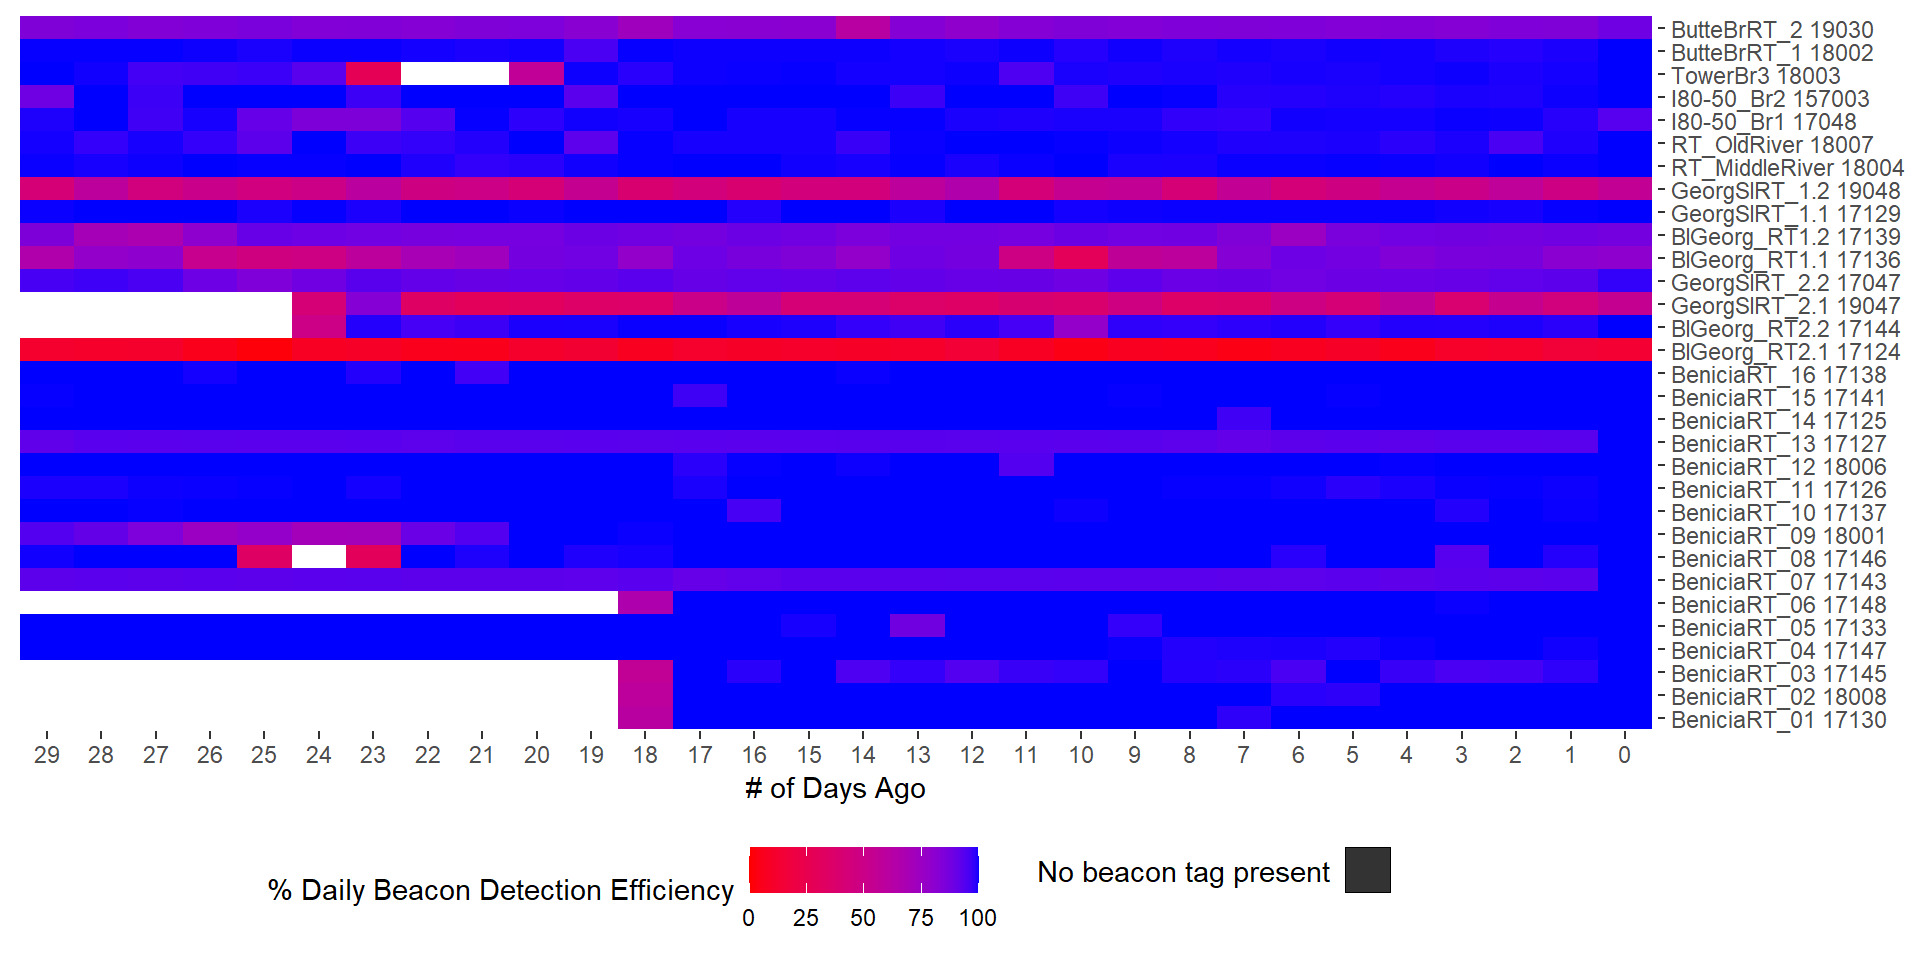 ButteBrRT_2 19030
ButteBrRT_1 18002
TowerBr3 18003
I80-50_Br2 157003
I80-50_Br1 17048
RT_OldRiver 18007
RT_MiddleRiver 18004
GeorgSlRT_1.2 19048
GeorgSlRT_1.1 17129
BlGeorg_RT1.2 17139
BlGeorg_RT1.1 17136
GeorgSlRT_2.2 17047
GeorgSlRT_2.1 19047
BlGeorg_RT2.2 17144
BlGeorg_RT2.1 17124
BeniciaRT_16 17138
BeniciaRT_15 17141
BeniciaRT_14 17125
BeniciaRT_13 17127
BeniciaRT_12 18006
BeniciaRT_11 17126
BeniciaRT_10 17137
BeniciaRT_09 18001
BeniciaRT_08 17146
BeniciaRT_07 17143
BeniciaRT_06 17148
BeniciaRT_05 17133
BeniciaRT_04 17147
BeniciaRT_03 17145
BeniciaRT_02 18008
BeniciaRT_01 17130
29 28 27 26 25 24 23 22 21 20 19 18 17 16 15 14 13 12 11 10 9 8 7 6 5 4 3 2 1 0
# of Days Ago
% Daily Beacon Detection Efficiency
0 25 50 75 100
No beacon tag present